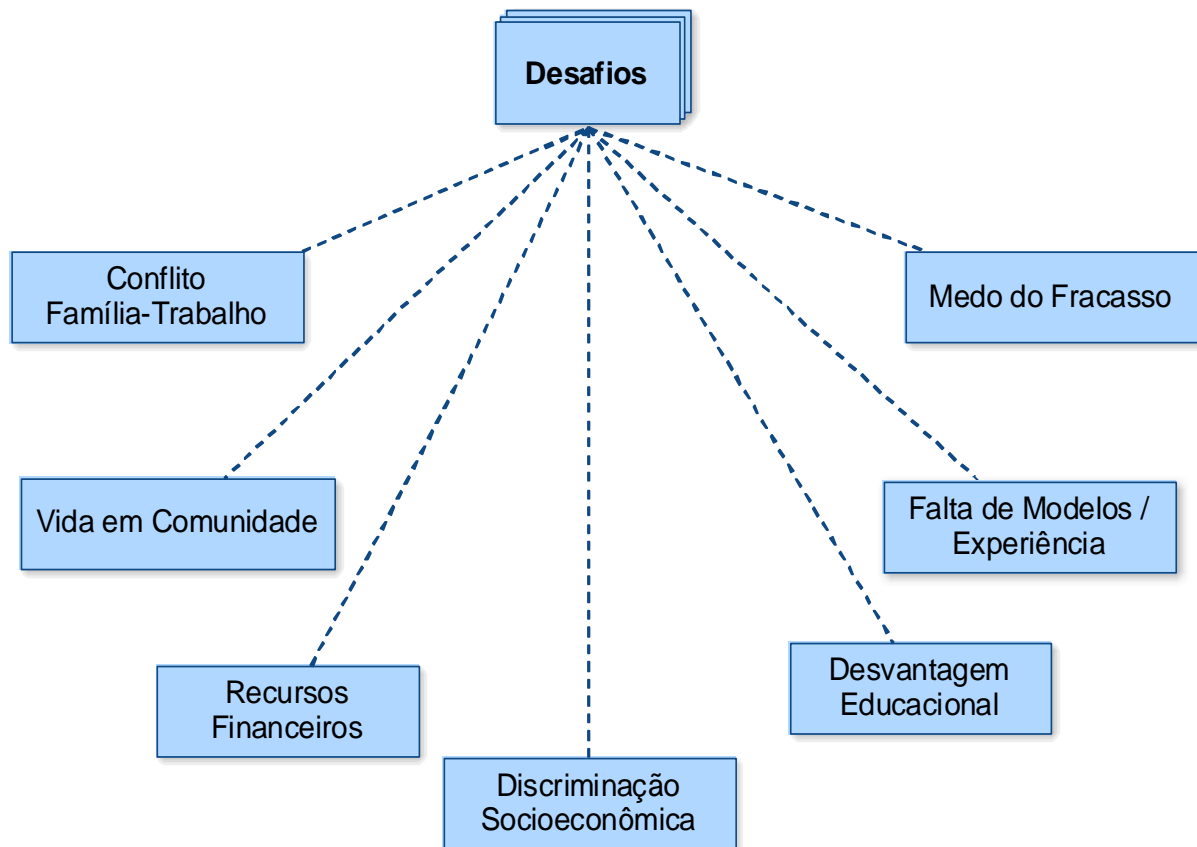 Desafios
Conflito
Família-Trabalho
Medo do Fracasso
Vida em Comunidade
Falta de Modelos /
Experiência
Recursos
Financeiros
Desvantagem
Educacional
Discriminação
Socioeconômica